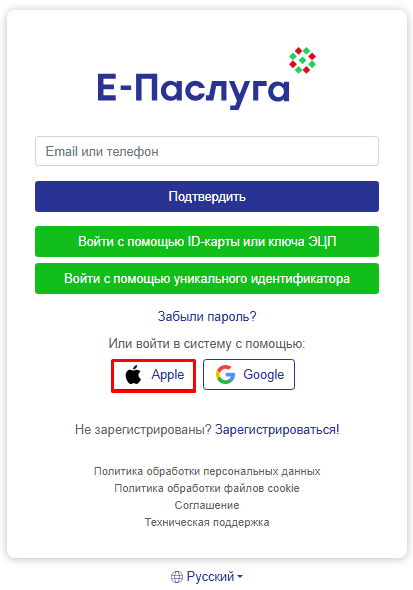 Е-Паслуга
Email или телефон
Подтвердить
Войти с помощью ID-карты или ключа ЭЦП
Войти с помощью уникального идентификатора
Забыли пароль?
Или войти в систему с помощью:
Apple Google
Не зарегистрированы? Зарегистрироваться!
Политика обработки персональных данных
Политика обработки файлов cookie
Соглашение
Техническая поддержка
Русский